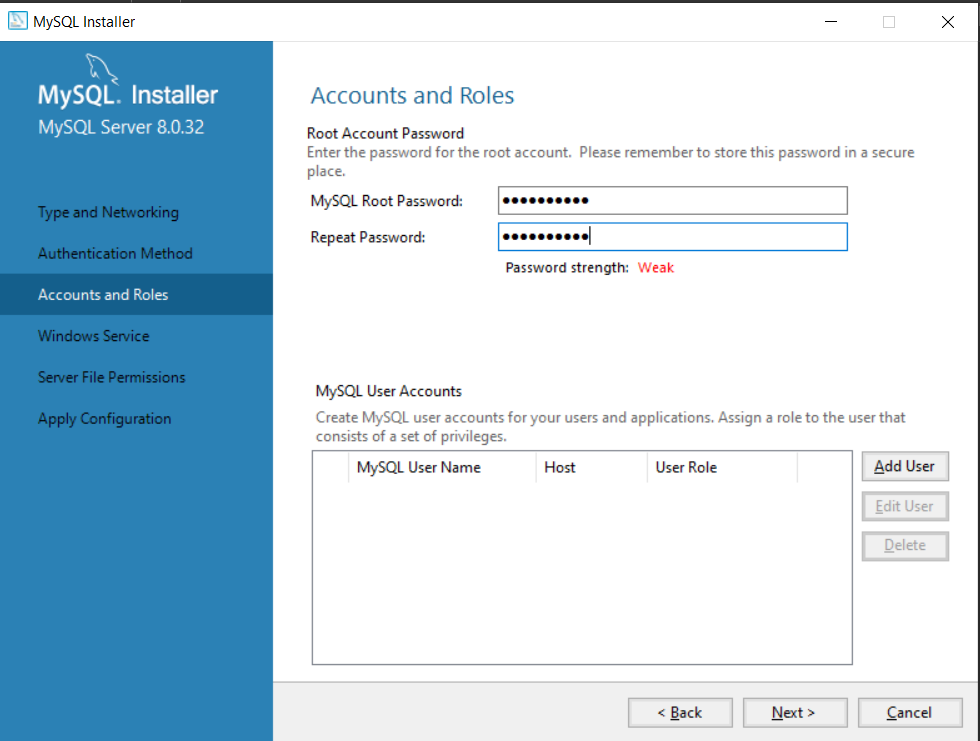 MySQL Installer
MySQL. Installer
MySQL Server 8.0.32
Type and Networking
Authentication Method
Accounts and Roles
Windows Service
Server File Permissions
Apply Configuration
Accounts and Roles
Root Account Password
Enter the password for the root account.  Please remember to store this password in a secure
place.
MySQL Root Password: ●●●●●●●●●●
Repeat Password: ●●●●●●●●●●
Password strength: Weak
MySQL User Accounts
Create MySQL user accounts for your users and applications. Assign a role to the user that
consists of a set of privileges.
MySQL User Name Host User Role
Add User
Edit User
Delete
< Back Next > Cancel